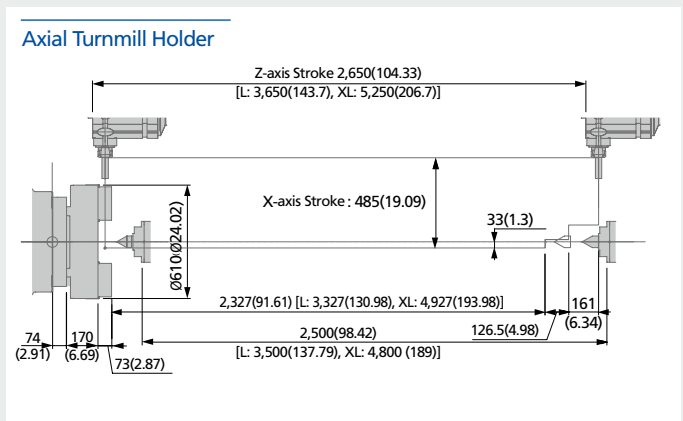 Axial Turnmill Holder
Z-axis Stroke 2,650(104.33)
[L: 3,650(143.7), XL: 5,250(206.7)]
X-axis Stroke : 485(19.09)
33(1.3)
Ø610(Ø24.02)
2,327(91.61) [L: 3,327(130.98), XL: 4,927(193.98)]
161
(6.34)
126.5(4.98)
74
(2.91)
170
(6.69)
73(2.87)
2,500(98.42)
[L: 3,500(137.79), XL: 4,800 (189)]